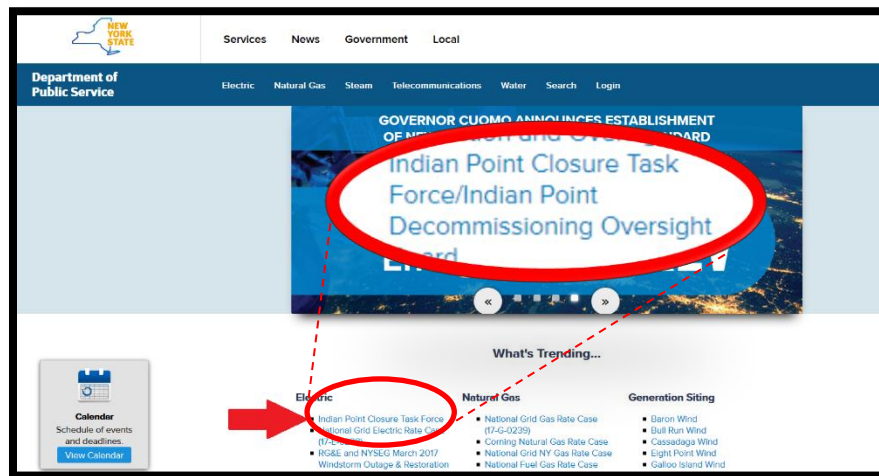 NEW
YORK
STATE
Services News Government Local
Department of
Public Service
Electric Natural Gas Steam Telecommunications Water Search Login
GOVERNOR CUOMO ANNOUNCES ESTABLISHMENT
OF
Indian Point Closure Task
Force/Indian Point
Decommissioning Oversight
« »
What's Trending...
Calendar
Schedule of events
and deadlines.
View Calendar
Electric
Indian Point Closure Task Force
National Grid Electric Rate Case
RG&E and NYSEG March 2017
Windstorm Outage & Restoration
Natural Gas
National Grid Gas Rate Case
(17-G-0239)
Corning Natural Gas Rate Case
National Grid NY Gas Rate Case
National Fuel Gas Rate Case
Generation Siting
Baron Wind
Bull Run Wind
Cassadaga Wind
Eight Point Wind
Galloo Island Wind